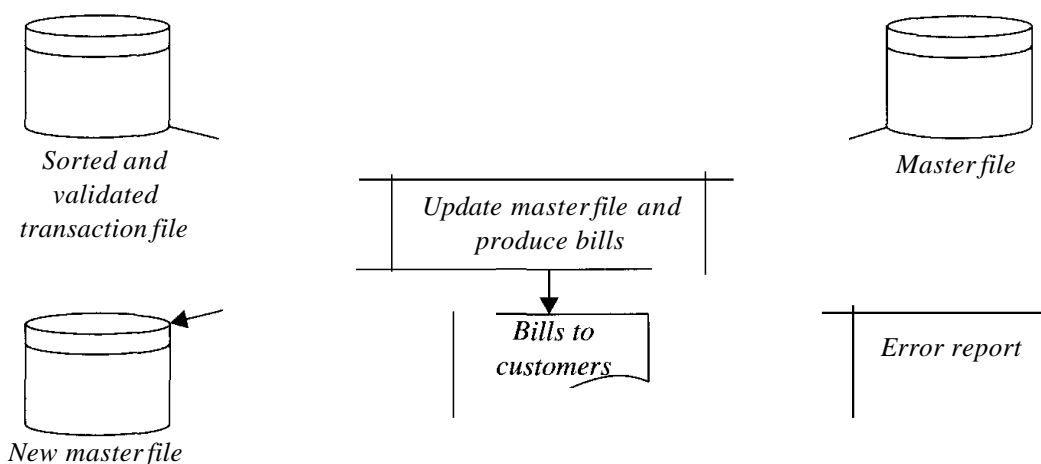 Sorted and
validated
transaction file
Master file
Update master file and
produce bills
Bills to
customers
Error report
New master file